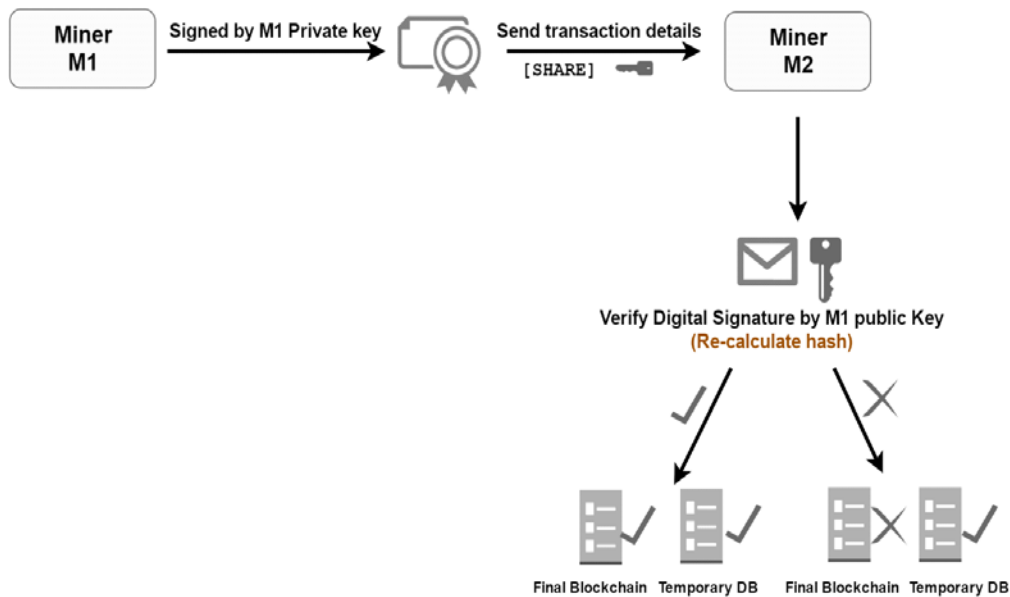 Miner
M1
Signed by M1 Private key
Send transaction details
[SHARE]
Miner
M2
Verify Digital Signature by M1 public Key
(Re-calculate hash)
Final Blockchain
Temporary DB
Final Blockchain
Temporary DB